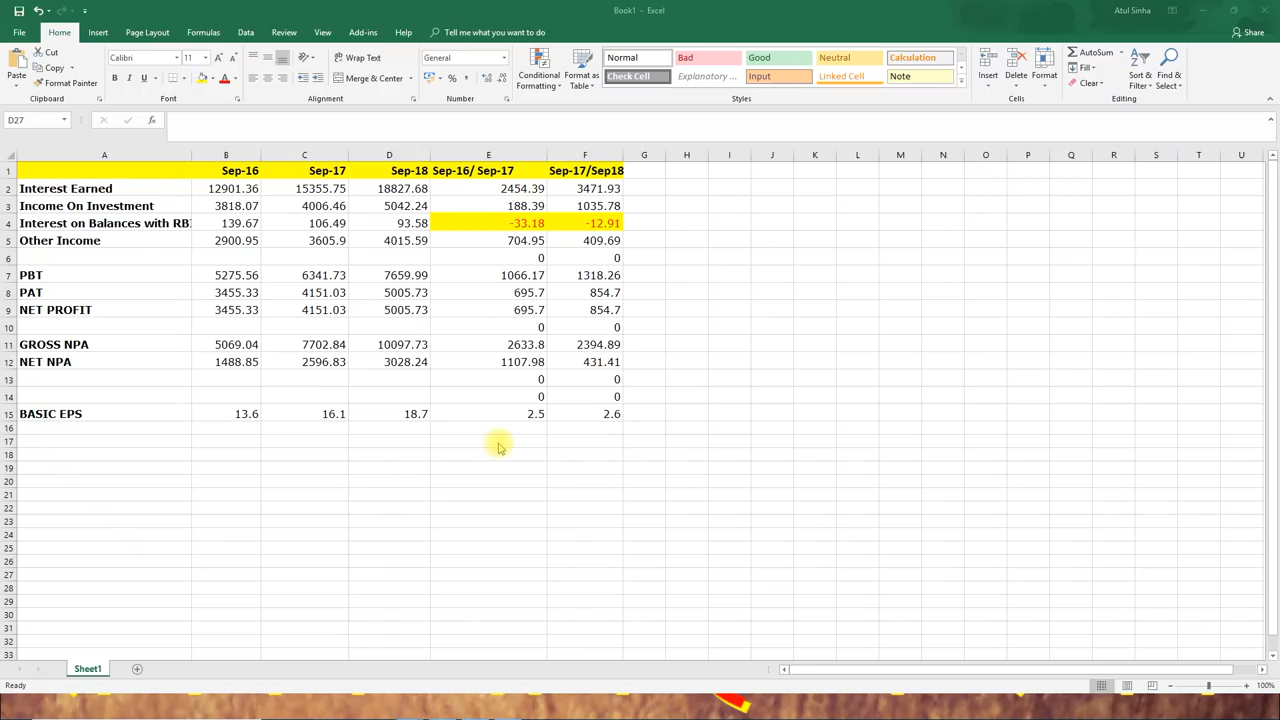 Book1 - Excel
Atul Sinha
File Home Insert Page Layout Formulas Data Review View Add-ins Help Tell me what you want to do Share
Paste Cut Copy Format Painter Clipboard
Calibri 11 B I U Font
Wrap Text Merge & Center Alignment
General % Number
Conditional Formatting Format as Table
Normal Bad Good Neutral Calculation
Check Cell Explanatory ... Input Linked Cell Note
Styles
Insert Delete Format Cells
AutoSum Fill Clear Sort & Filter Find & Select Editing
D27 fx
A B C D E F G H I J K L M N O P Q R S T U
1 Sep-16 Sep-17 Sep-18 Sep-16/ Sep-17 Sep-17/Sep18
2 Interest Earned 12901.36 15355.75 18827.68 2454.39 3471.93
3 Income On Investment 3818.07 4006.46 5042.24 188.39 1035.78
4 Interest on Balances with RB 139.67 106.49 93.58 -33.18 -12.91
5 Other Income 2900.95 3605.9 4015.59 704.95 409.69
6 0 0
7 PBT 5275.56 6341.73 7659.99 1066.17 1318.26
8 PAT 3455.33 4151.03 5005.73 695.7 854.7
9 NET PROFIT 3455.33 4151.03 5005.73 695.7 854.7
10 0 0
11 GROSS NPA 5069.04 7702.84 10097.73 2633.8 2394.89
12 NET NPA 1488.85 2596.83 3028.24 1107.98 431.41
13 0 0
14 0 0
15 BASIC EPS 13.6 16.1 18.7 2.5 2.6
16
17
18
19
20
21
22
23
24
25
26
27
28
29
30
31
32
33
Sheet1
Ready 100%